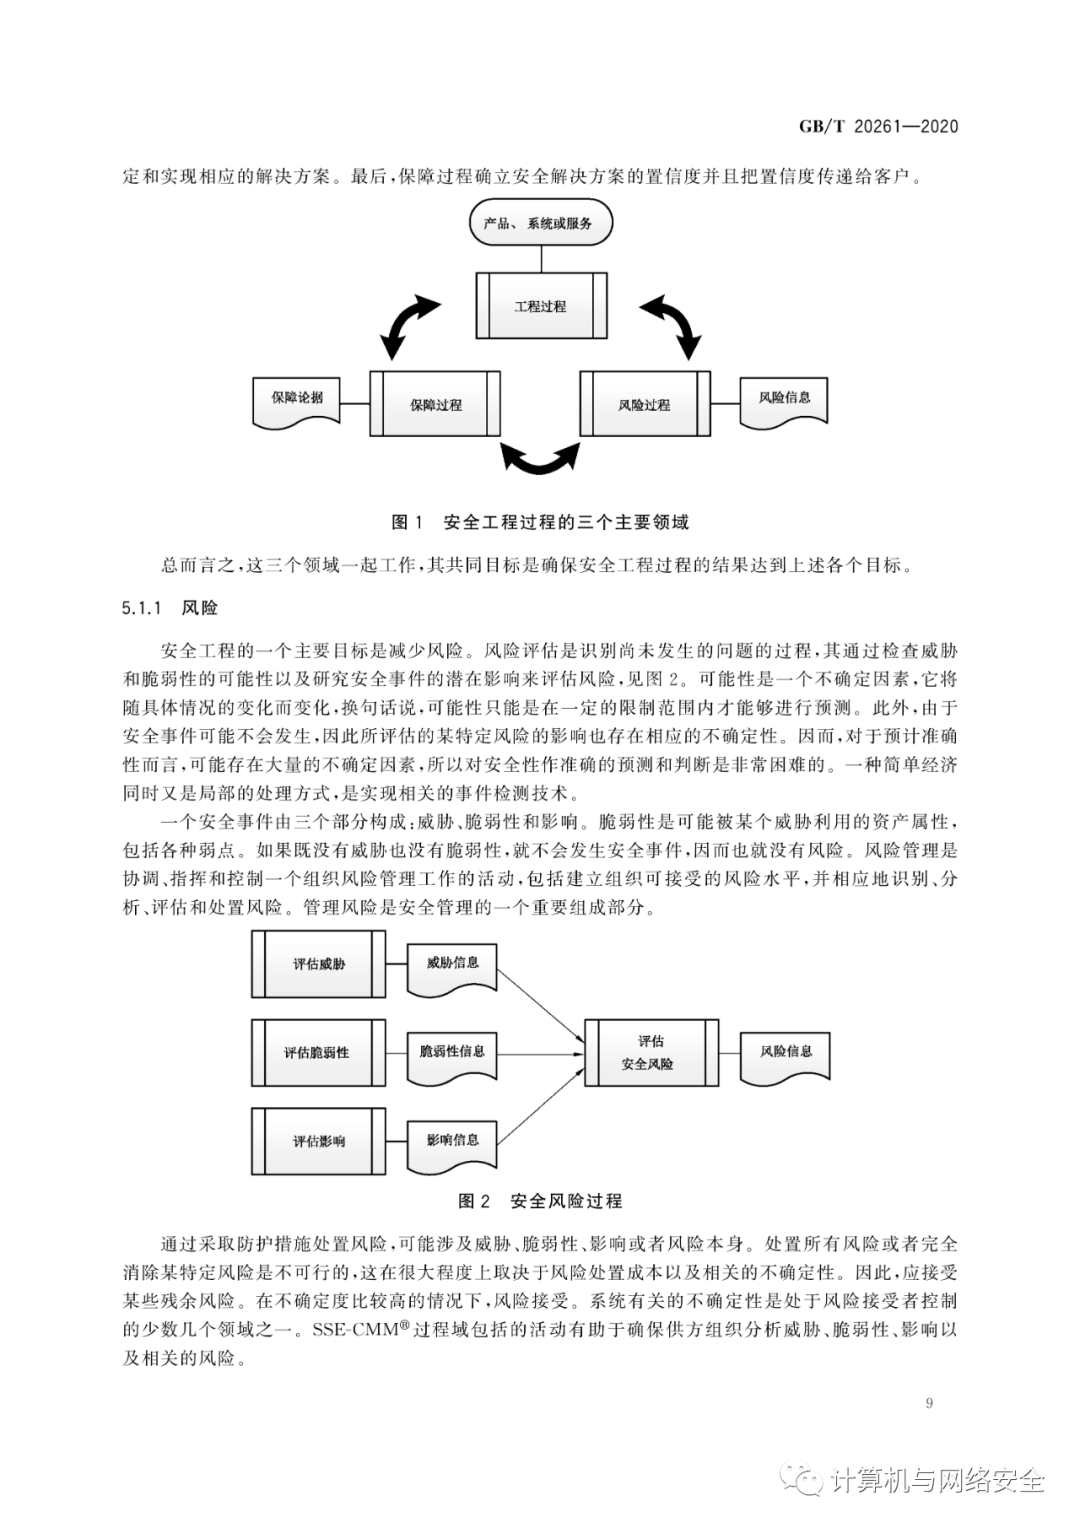 GB/T 20261—2020
定和实现相应的解决方案。最后,保障过程确立安全解决方案的置信度并且把置信度传递给客户。
产品、 系统或服务
工程过程
保障论据
保障过程
风险过程
风险信息
图 1 安全工程过程的三个主要领域
总而言之,这三个领域一起工作,其共同目标是确保安全工程过程的结果达到上述各个目标。
5.1.1 风险
安全工程的一个主要目标是减少风险。风险评估是识别尚未发生的问题的过程,其通过检查威胁
和脆弱性的可能性以及研究安全事件的潜在影响来评估风险,见图 2。可能性是一个不确定因素,它将
随具体情况的变化而变化,换句话说,可能性只能是在一定的限制范围内才能够进行预测。此外,由于
安全事件可能不会发生,因此所评估的某特定风险的影响也存在相应的不确定性。因而,对于预计准确
性而言,可能存在大量的不确定因素,所以对安全性作准确的预测和判断是非常困难的。一种简单经济
同时又是局部的处理方式,是实现相关的事件检测技术。
一个安全事件由三个部分构成:威胁、脆弱性和影响。脆弱性是可能被某个威胁利用的资产属性,
包括各种弱点。如果既没有威胁也没有脆弱性,就不会发生安全事件,因而也就没有风险。风险管理是
协调、指挥和控制一个组织风险管理工作的活动,包括建立组织可接受的风险水平,并相应地识别、分
析、评估和处置风险。管理风险是安全管理的一个重要组成部分。
评估威胁
威胁信息
评估脆弱性
脆弱性信息
评估
安全风险
风险信息
评估影响
影响信息
图 2 安全风险过程
通过采取防护措施处置风险,可能涉及威胁、脆弱性、影响或者风险本身。处置所有风险或者完全
消除某特定风险是不可行的,这在很大程度上取决于风险处置成本以及相关的不确定性。因此,应接受
某些残余风险。在不确定度比较高的情况下,风险接受。系统有关的不确定性是处于风险接受者控制
的少数几个领域之一。SSE-CMM®过程域包括的活动有助于确保供方组织分析威胁、脆弱性、影响以
及相关的风险。
9
计算机与网络安全